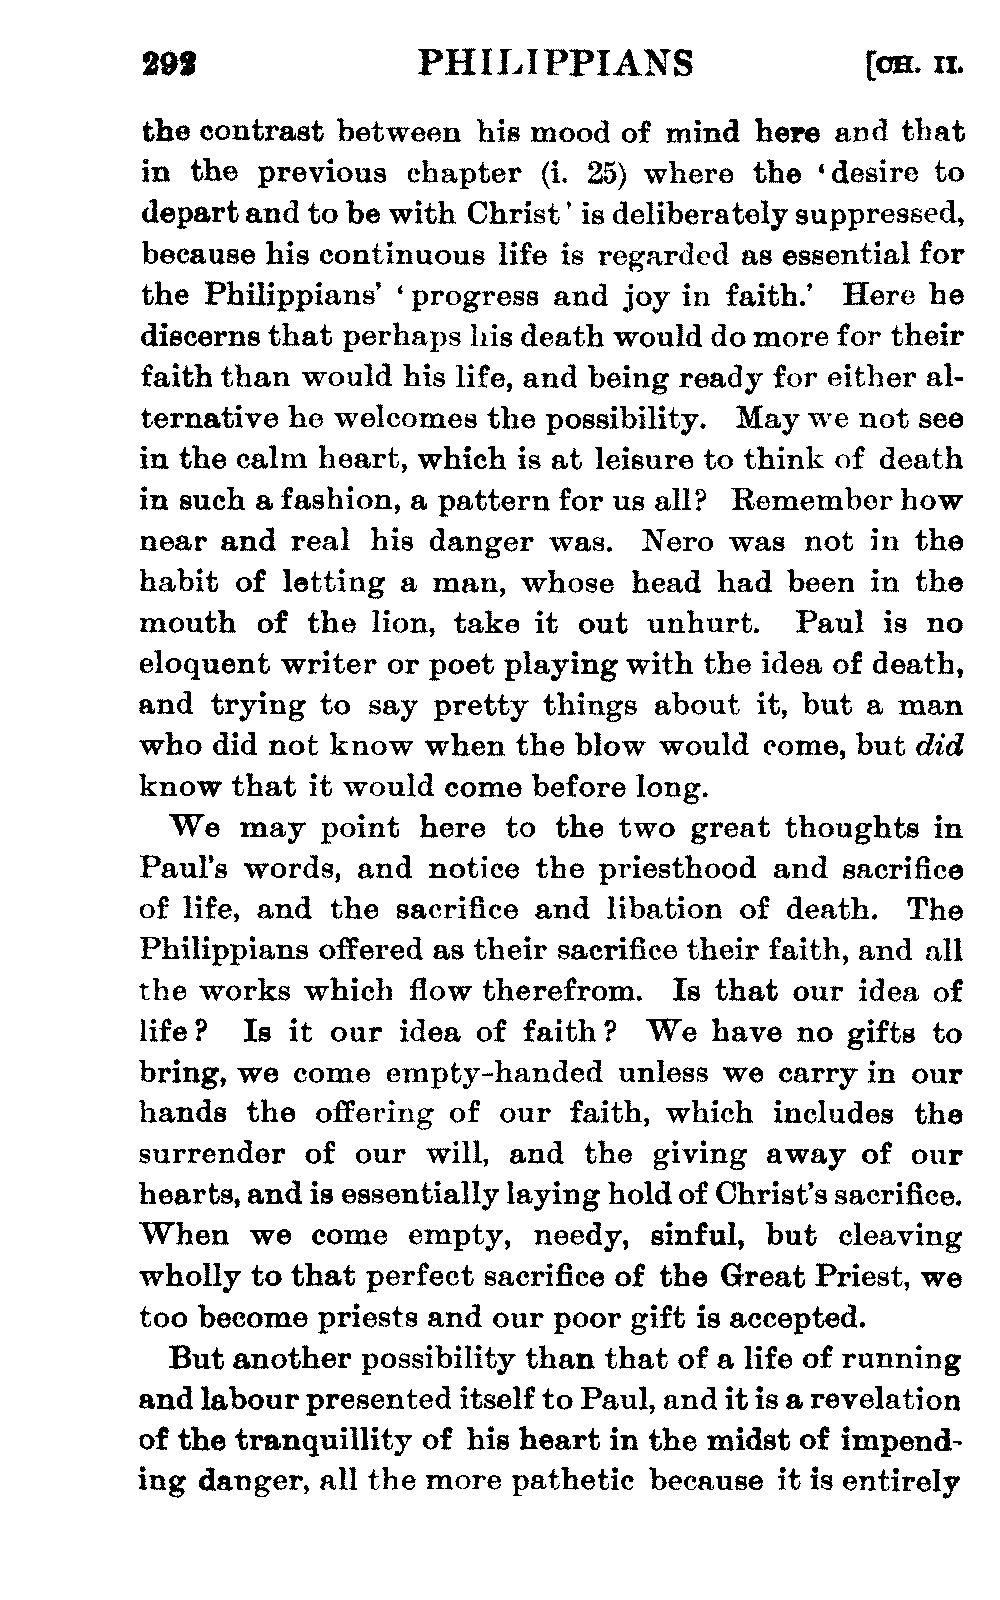 292 PHILIPPIANS [CH. II.
the contrast between his mood of mind here and that
in the previous chapter (i. 25) where the ‘desire to
depart and to be with Christ’ is deliberately suppressed,
because his continuous life is regarded as essential for
the Philippians’ ‘progress and joy in faith.’ Here he
discerns that perhaps his death would do more for their
faith than would his life, and being ready for either al-
ternative he welcomes the possibility. May we not see
in the calm heart, which is at leisure to think of death
in such a fashion, a pattern for us all? Remember how
near and real his danger was. Nero was not in the
habit of letting a man, whose head had been in the
mouth of the lion, take it out unhurt. Paul is no
eloquent writer or poet playing with the idea of death,
and trying to say pretty things about it, but a man
who did not know when the blow would come, but did
know that it would come before long.
We may point here to the two great thoughts in
Paul’s words, and notice the priesthood and sacrifice
of life, and the sacrifice and libation of death. The
Philippians offered as their sacrifice their faith, and all
the works which flow therefrom. Is that our idea of
life? Is it our idea of faith? We have no gifts to
bring, we come empty-handed unless we carry in our
hands the offering of our faith, which includes the
surrender of our will, and the giving away of our
hearts, and is essentially laying hold of Christ’s sacrifice.
When we come empty, needy, sinful, but cleaving
wholly to that perfect sacrifice of the Great Priest, we
too become priests and our poor gift is accepted.
But another possibility than that of a life of running
and labour presented itself to Paul, and it is a revelation
of the tranquillity of his heart in the midst of impend-
ing danger, all the more pathetic because it is entirely